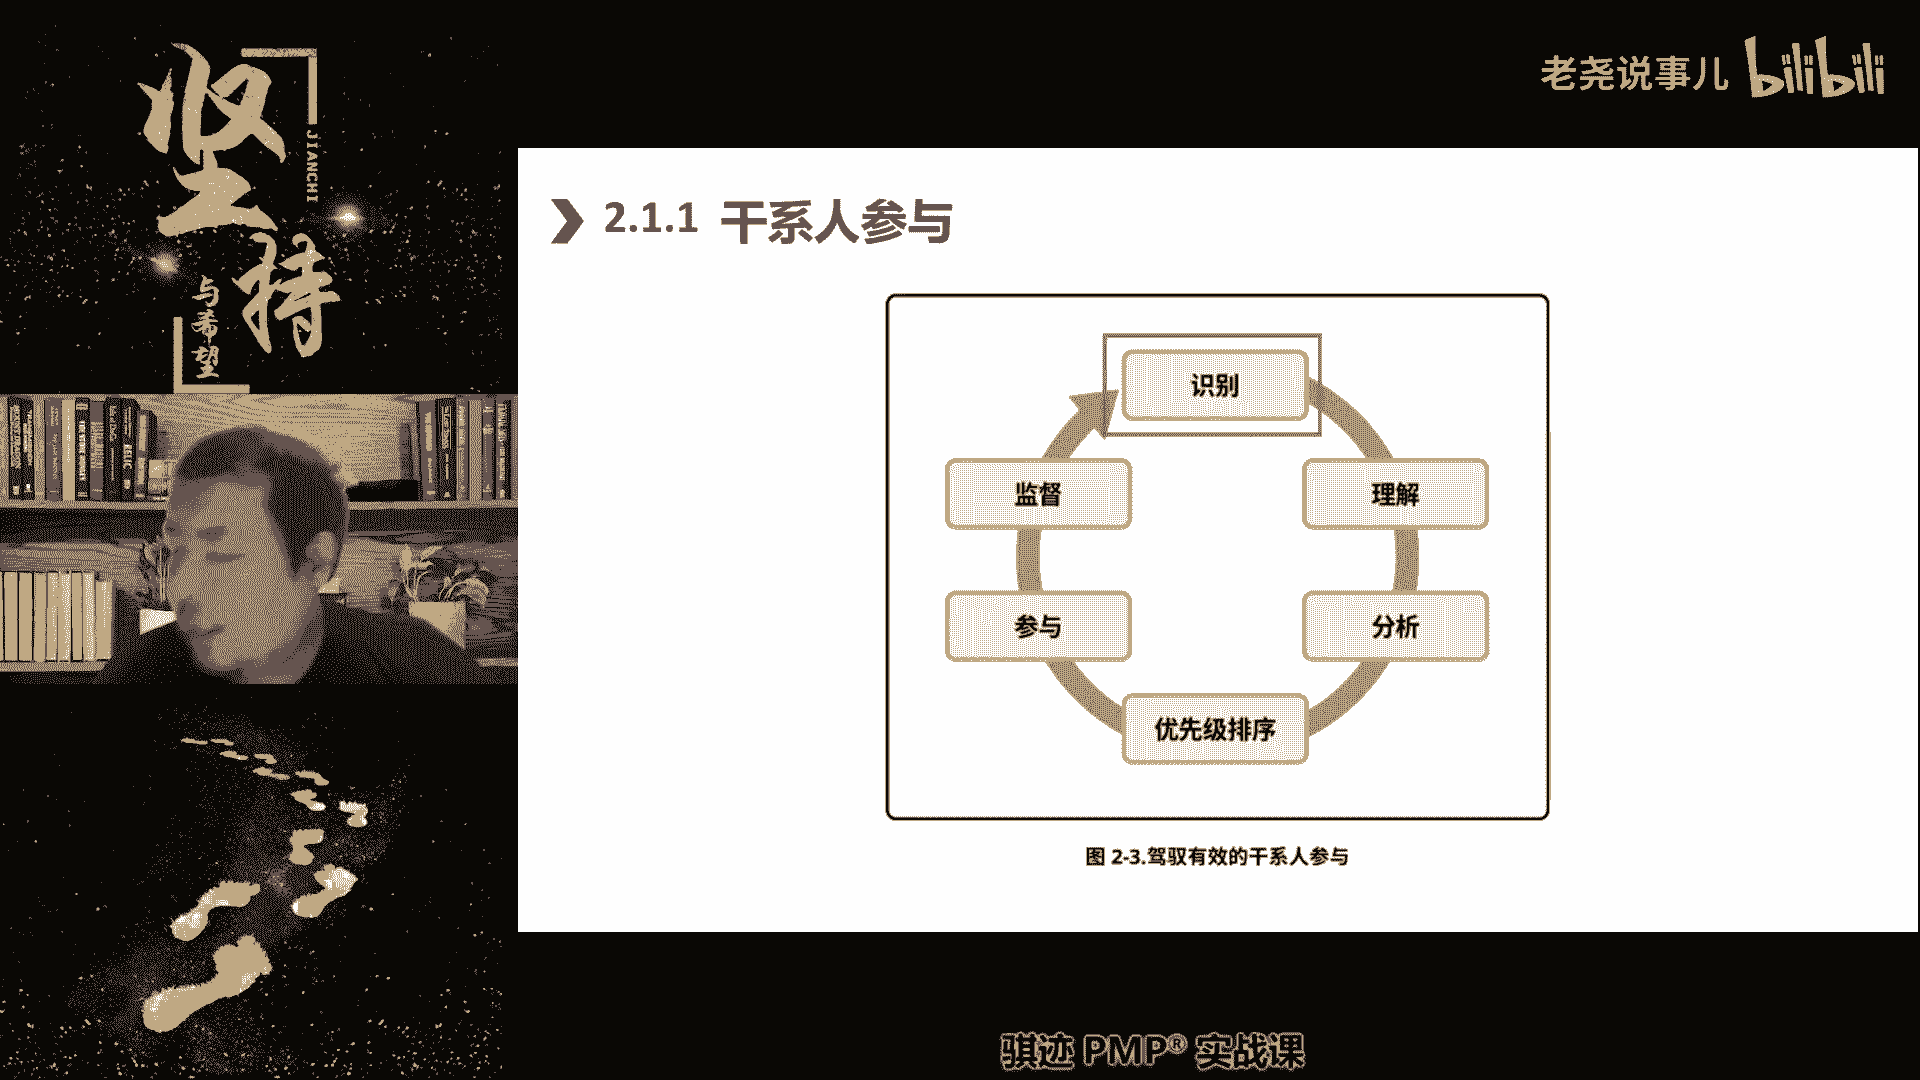 坚持
JIANCHI
与希望
老尧说事儿 bilibili
2.1.1 干系人参与
识别
监督
理解
参与
分析
优先级排序
图 2-3.驾驭有效的干系人参与
骐迹 PMP® 实战课